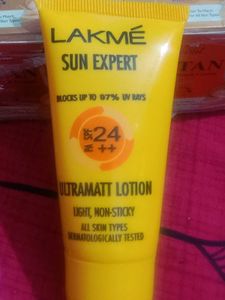 LAKMÉ
SUN EXPERT
BLOCKS UP TO 97% UV RAYS
SPF 24
PA ++
ULTRAMATT LOTION
LIGHT, NON-STICKY
ALL SKIN TYPES
DERMATOLOGICALLY TESTED